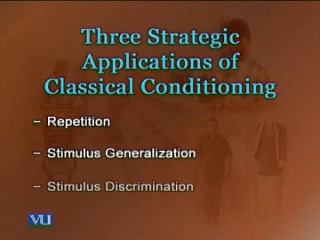 Three Strategic
Applications of
Classical Conditioning
– Repetition
– Stimulus Generalization
– Stimulus Discrimination
VU